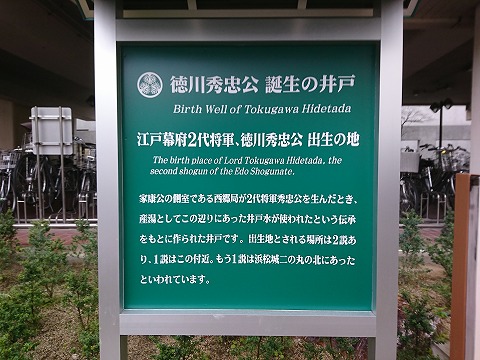 徳川秀忠公 誕生の井戸
Birth Well of Tokugawa Hidetada
江戸幕府2代将軍、徳川秀忠公 出生の地
The birth place of Lord Tokugawa Hidetada, the
second shogun of the Edo Shogunate.
家康公の側室である西郷局が2代将軍秀忠公を生んだとき、
産湯としてこの辺りにあった井戸水が使われたという伝承
をもとに作られた井戸です。出生地とされる場所は2説あ
り、1説はこの付近。もう1説は浜松城二の丸の北にあった
といわれています。